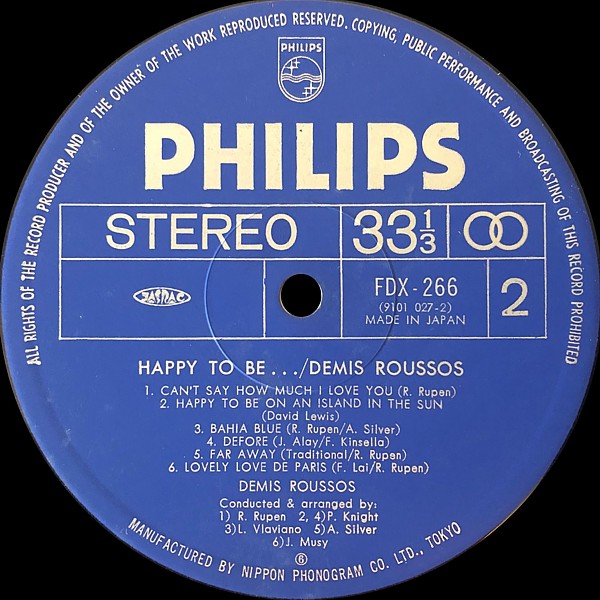 ALL RIGHTS OF THE RECORD PRODUCER AND OF THE OWNER OF THE WORK REPRODUCED RESERVED. COPYING, PUBLIC PERFORMANCE AND BROADCASTING OF THIS RECORD PROHIBITED
PHILIPS
PHILIPS
STEREO 33 1/3
JASRAC
FDX-266
(9101 027-2)
MADE IN JAPAN
2
HAPPY TO BE.../DEMIS ROUSSOS
1. CAN'T SAY HOW MUCH I LOVE YOU (R. Rupen)
2. HAPPY TO BE ON AN ISLAND IN THE SUN
(David Lewis)
3. BAHIA BLUE (R. Rupen/A. Silver)
4. DEFORE (J. Alay/F. Kinsella)
5. FAR AWAY (Traditional/R. Rupen)
6. LOVELY LOVE DE PARIS (F. Lai/R. Rupen)
DEMIS ROUSSOS
Conducted & arranged by:
1) R. Rupen 2, 4)P. Knight
3)L. Vlaviano 5)A. Silver
6)J. Musy
℗
MANUFACTURED BY NIPPON PHONOGRAM CO. LTD., TOKYO